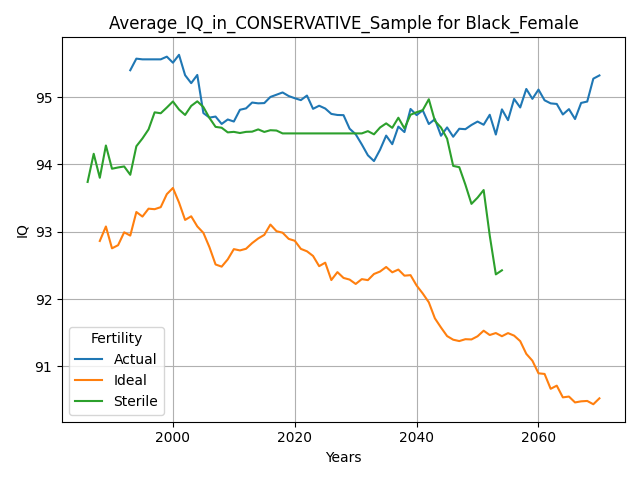 Average_IQ_in_CONSERVATIVE_Sample for Black_Female
IQ
95
94
93
92
91
Fertility
Actual
Ideal
Sterile
2000 2020 2040 2060
Years